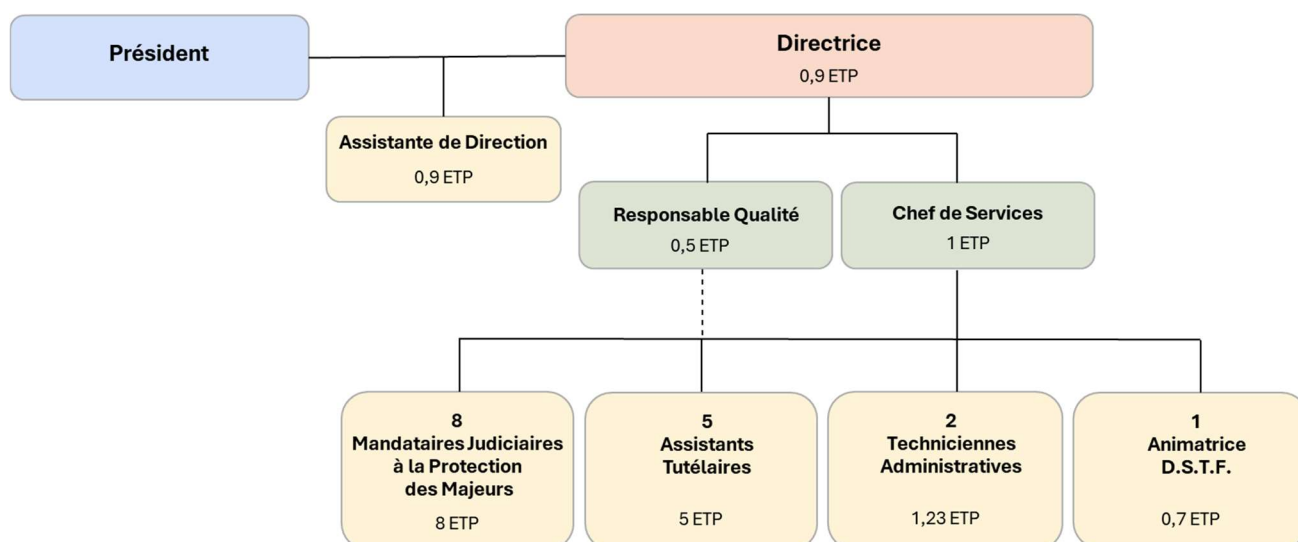 Président
Directrice
0,9 ETP
Assistante de Direction
0,9 ETP
Responsable Qualité
0,5 ETP
Chef de Services
1 ETP
8
Mandataires Judiciaires
à la Protection
des Majeurs
8 ETP
5
Assistants
Tutélaires
5 ETP
2
Techniciennes
Administratives
1,23 ETP
1
Animatrice
D.S.T.F.
0,7 ETP